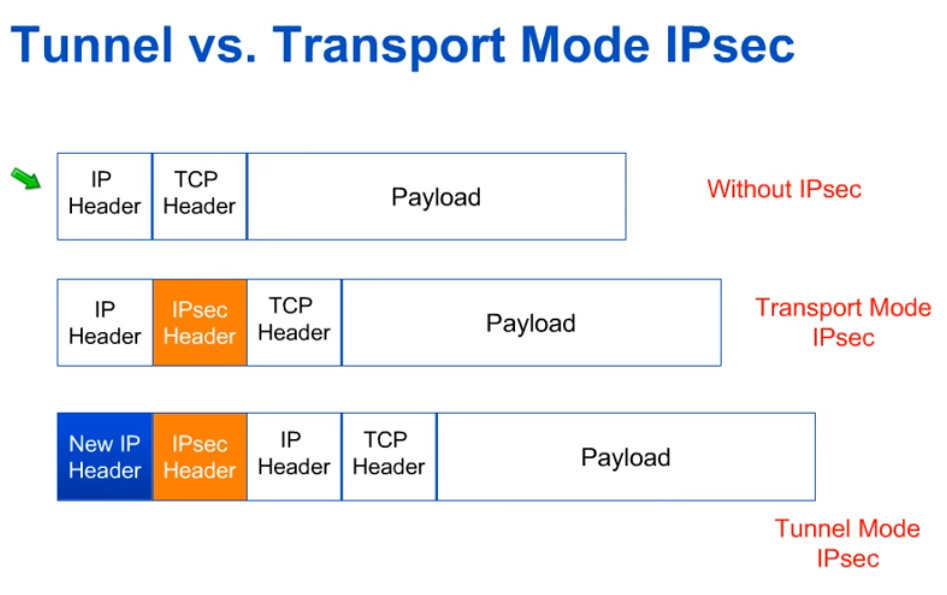 Tunnel vs. Transport Mode IPsec
IP
Header
TCP
Header
Payload
Without IPsec
IP
Header
IPsec
Header
TCP
Header
Payload
Transport Mode
IPsec
New IP
Header
IPsec
Header
IP
Header
TCP
Header
Payload
Tunnel Mode
IPsec